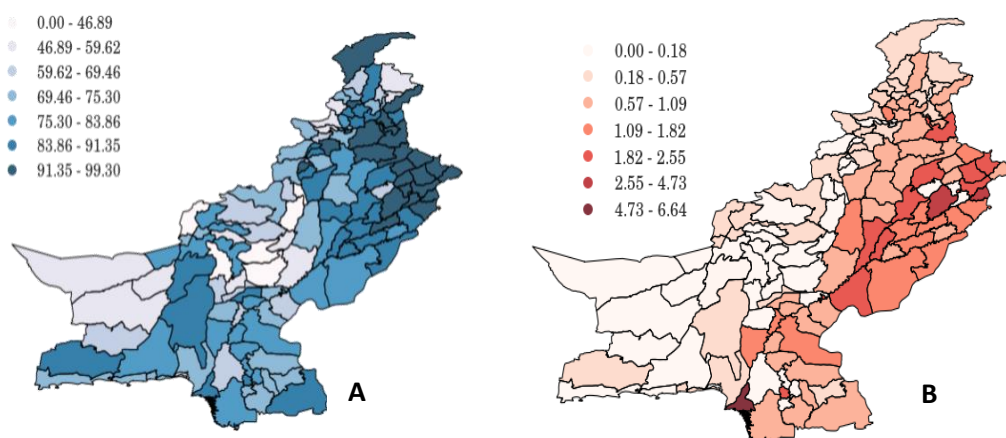 0.00 - 46.89
46.89 - 59.62
59.62 - 69.46
69.46 - 75.30
75.30 - 83.86
83.86 - 91.35
91.35 - 99.30
A
0.00 - 0.18
0.18 - 0.57
0.57 - 1.09
1.09 - 1.82
1.82 - 2.55
2.55 - 4.73
4.73 - 6.64
B